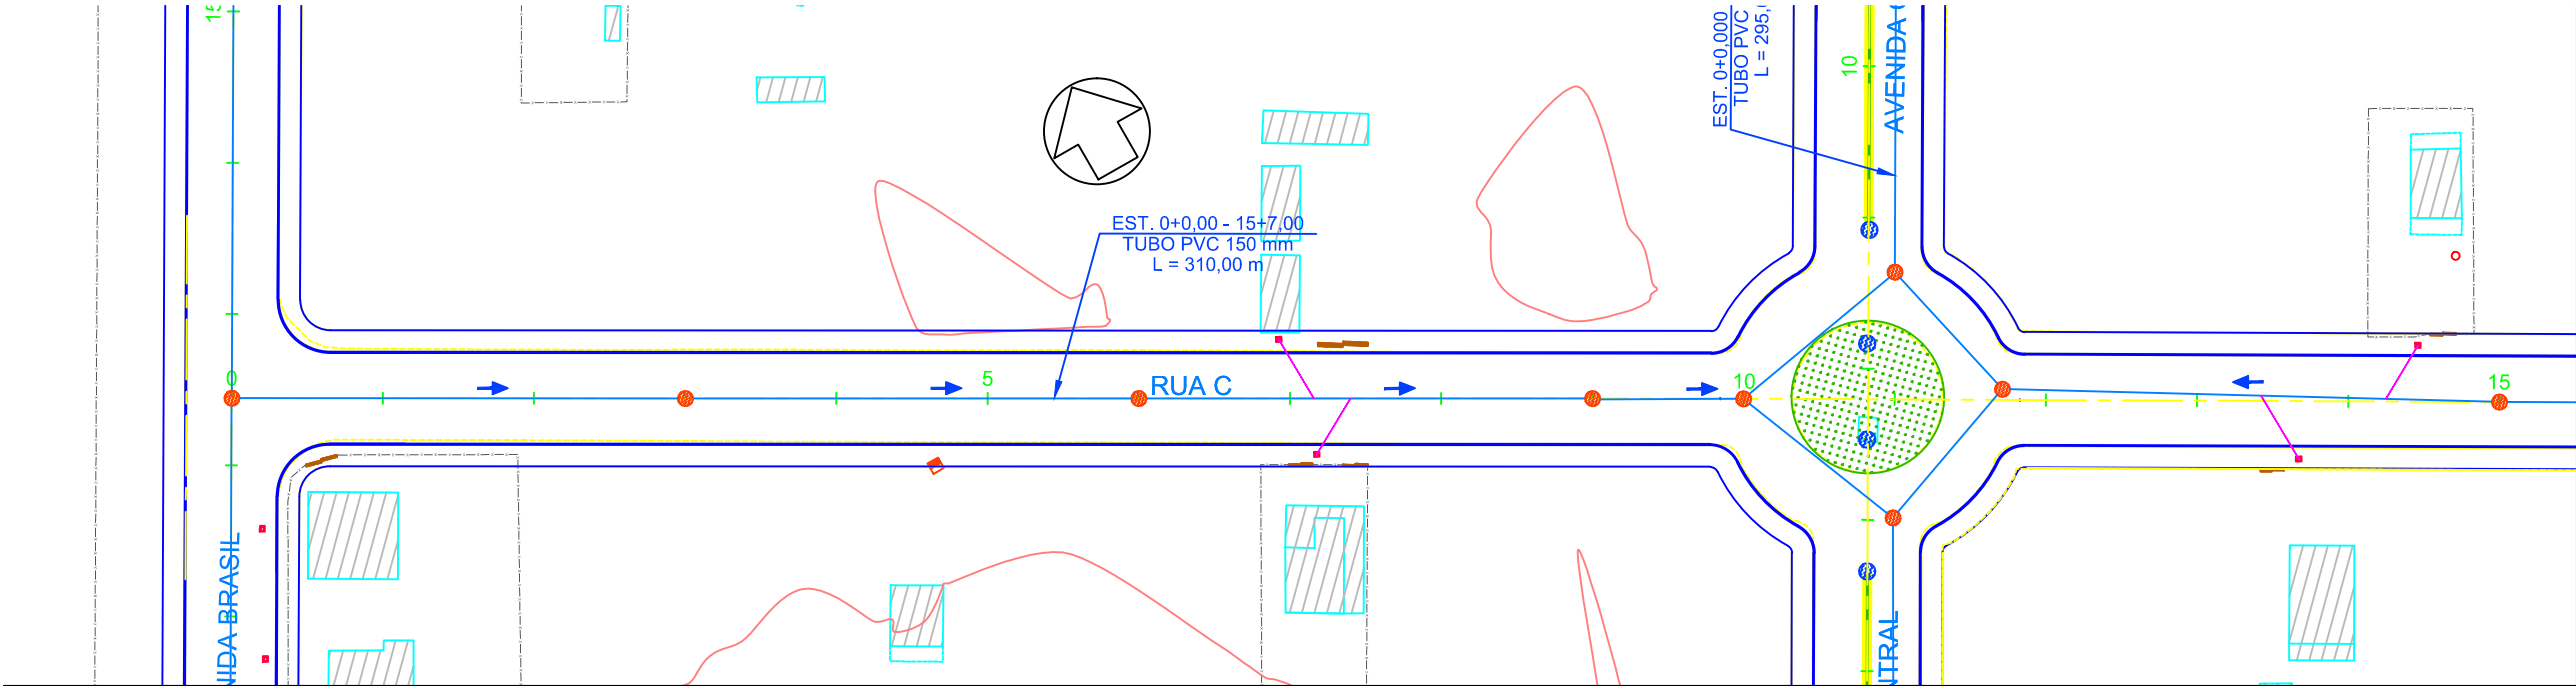 15
EST. 0+0,000
TUBO PVC
L = 295,
10
AVENIDA
EST. 0+0,00 - 15+7,00
TUBO PVC 150 mm
L = 310,00 m
0
5
RUA C
10
15
NIDA BRASIL
NTRAL